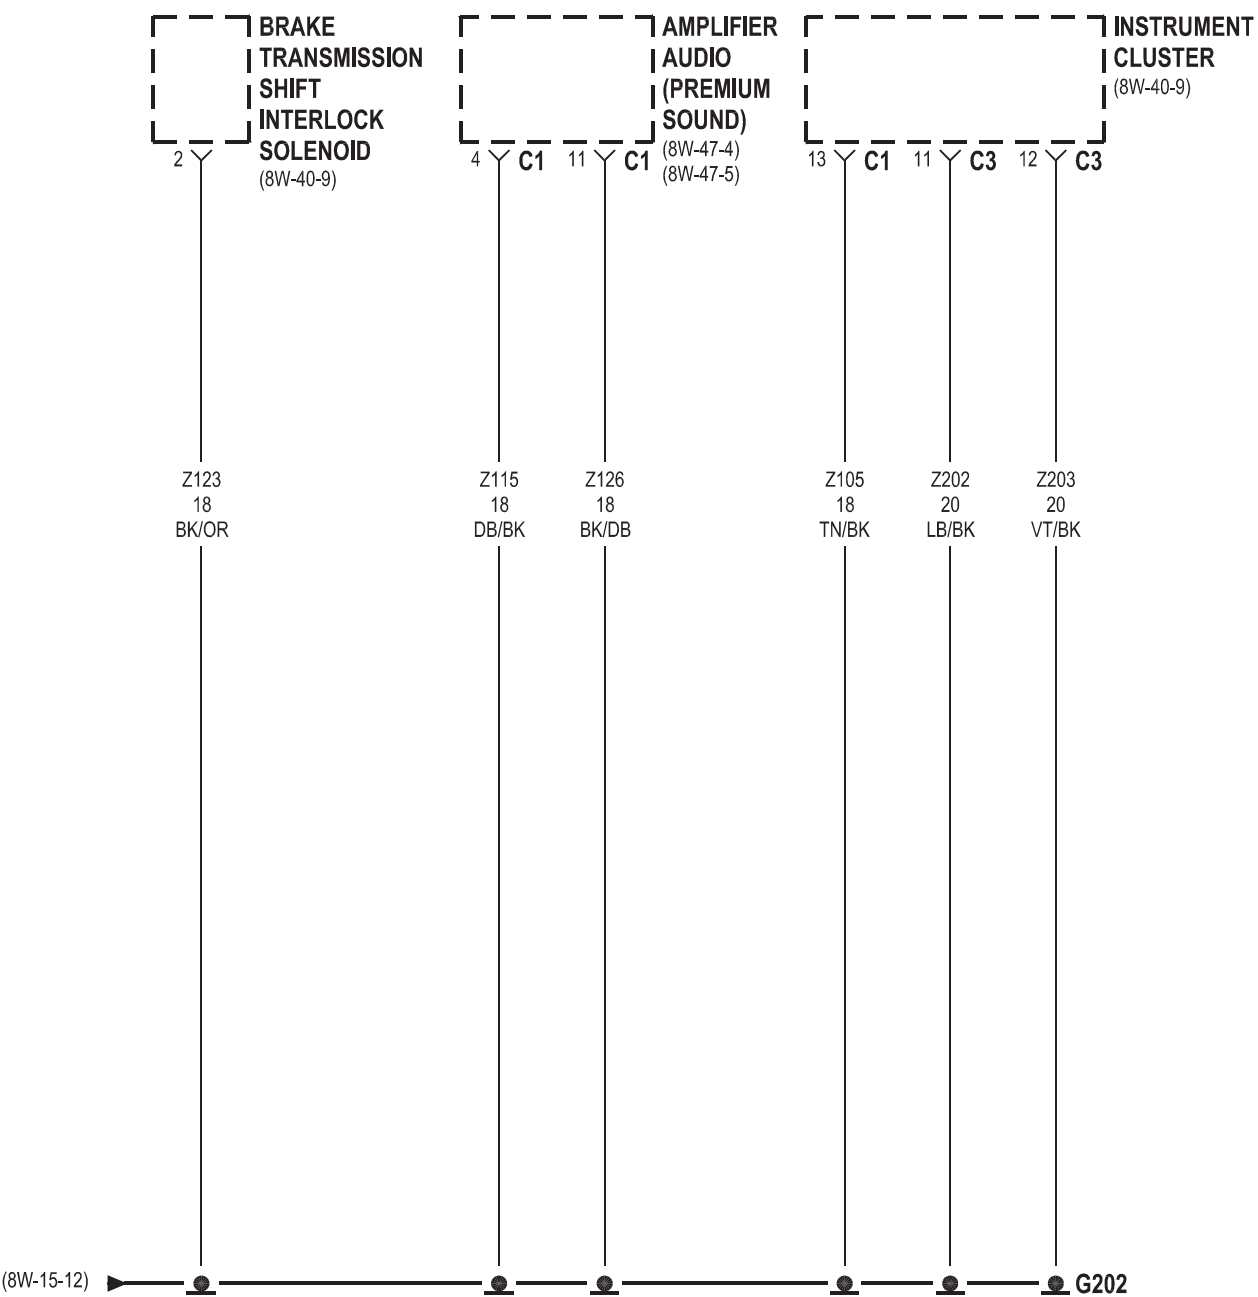 BRAKE
TRANSMISSION
SHIFT
INTERLOCK
SOLENOID
(8W-40-9)
AMPLIFIER
AUDIO
(PREMIUM
SOUND)
(8W-47-4)
(8W-47-5)
INSTRUMENT
CLUSTER
(8W-40-9)
2
4 C1
11 C1
13 C1
11 C3
12 C3
Z123
18
BK/OR
Z115
18
DB/BK
Z126
18
BK/DB
Z105
18
TN/BK
Z202
20
LB/BK
Z203
20
VT/BK
(8W-15-12)
G202